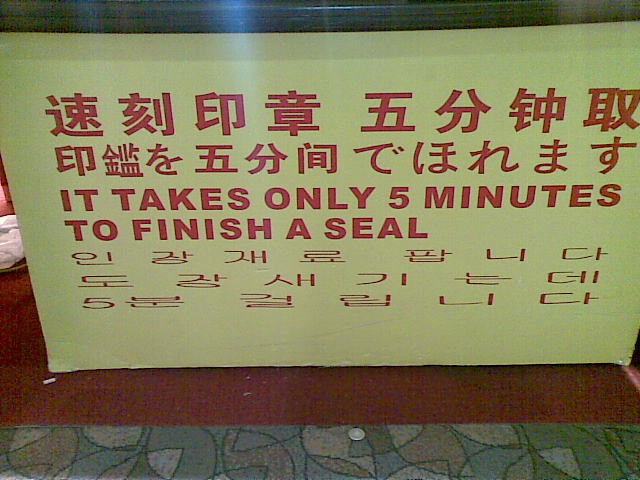 速刻印章 五分钟取
印鑑を五分间でほれます
IT TAKES ONLY 5 MINUTES
TO FINISH A SEAL
인장재료 팝니다
도장새기는데
5분 걸립니다